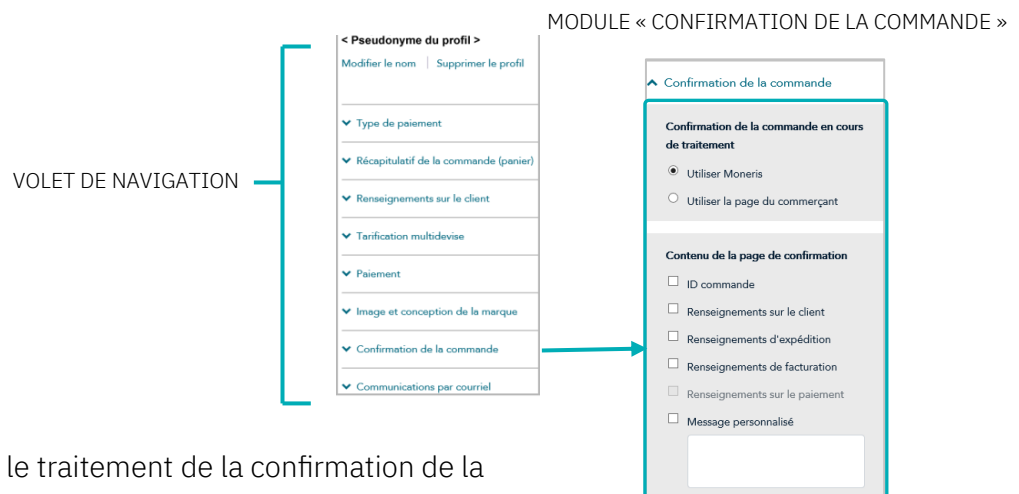 MODULE « CONFIRMATION DE LA COMMANDE »
< Pseudonyme du profil >
Modifier le nom | Supprimer le profil
VOLET DE NAVIGATION
Type de paiement
Récapitulatif de la commande (panier)
Renseignements sur le client
Tarification multidevise
Paiement
Image et conception de la marque
Confirmation de la commande
Communications par courriel
Confirmation de la commande
Confirmation de la commande en cours
de traitement
Utiliser Moneris
Utiliser la page du commerçant
Contenu de la page de confirmation
ID commande
Renseignements sur le client
Renseignements d'expédition
Renseignements de facturation
Renseignements sur le paiement
Message personnalisé
le traitement de la confirmation de la